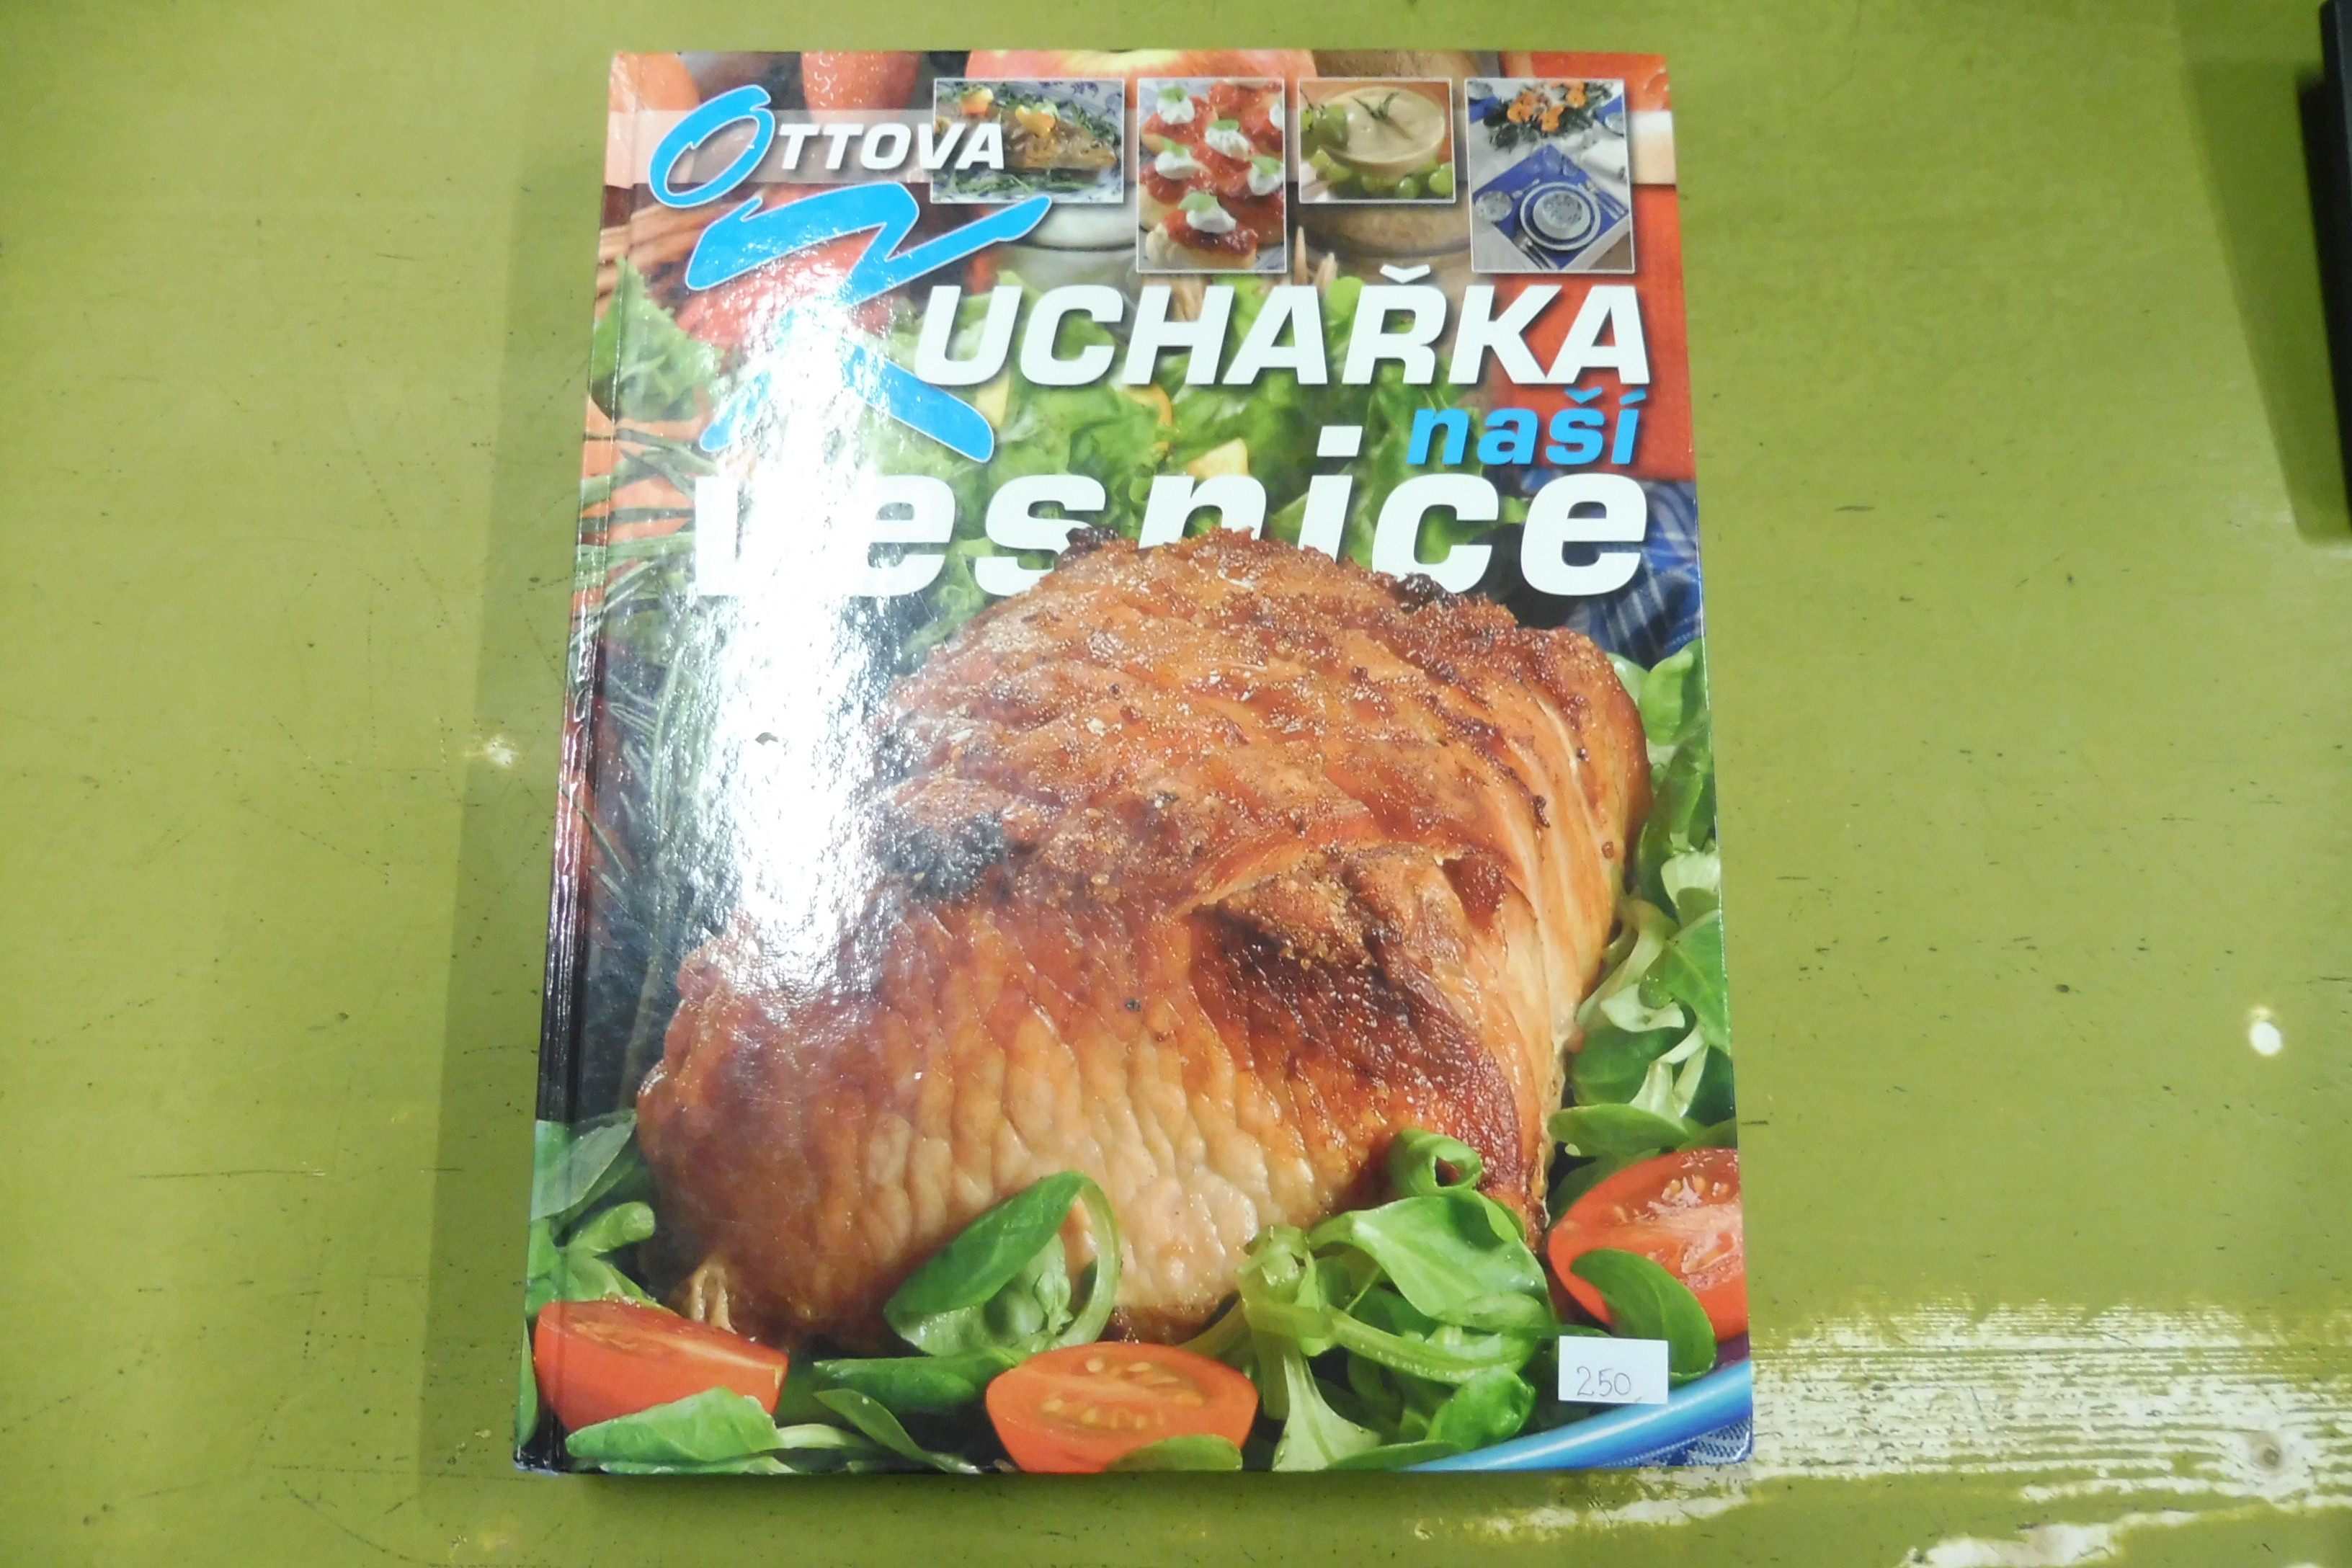 OTTOVA
KUCHAŘKA
naší
vesnice
250